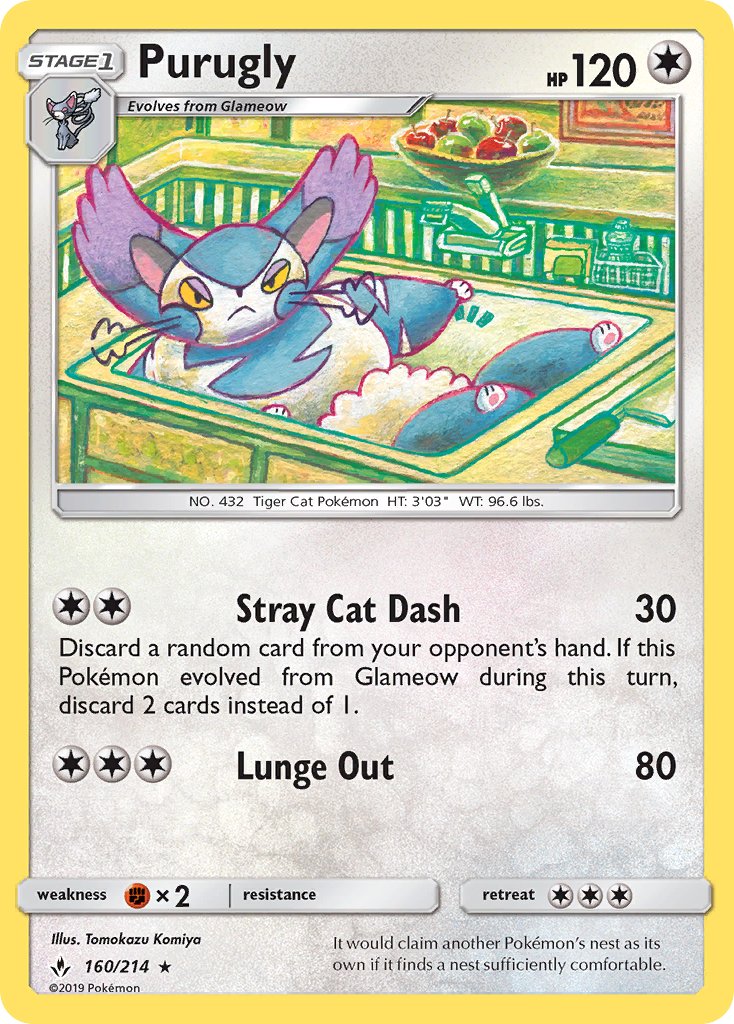 STAGE1
Purugly
HP 120
Evolves from Glameow
NO. 432 Tiger Cat Pokémon HT: 3'03" WT: 96.6 lbs.
Stray Cat Dash 30
Discard a random card from your opponent's hand. If this
Pokémon evolved from Glameow during this turn,
discard 2 cards instead of 1.
Lunge Out 80
weakness ×2 resistance retreat
Illus. Tomokazu Komiya
160/214 ★
©2019 Pokémon
It would claim another Pokémon's nest as its
own if it finds a nest sufficiently comfortable.